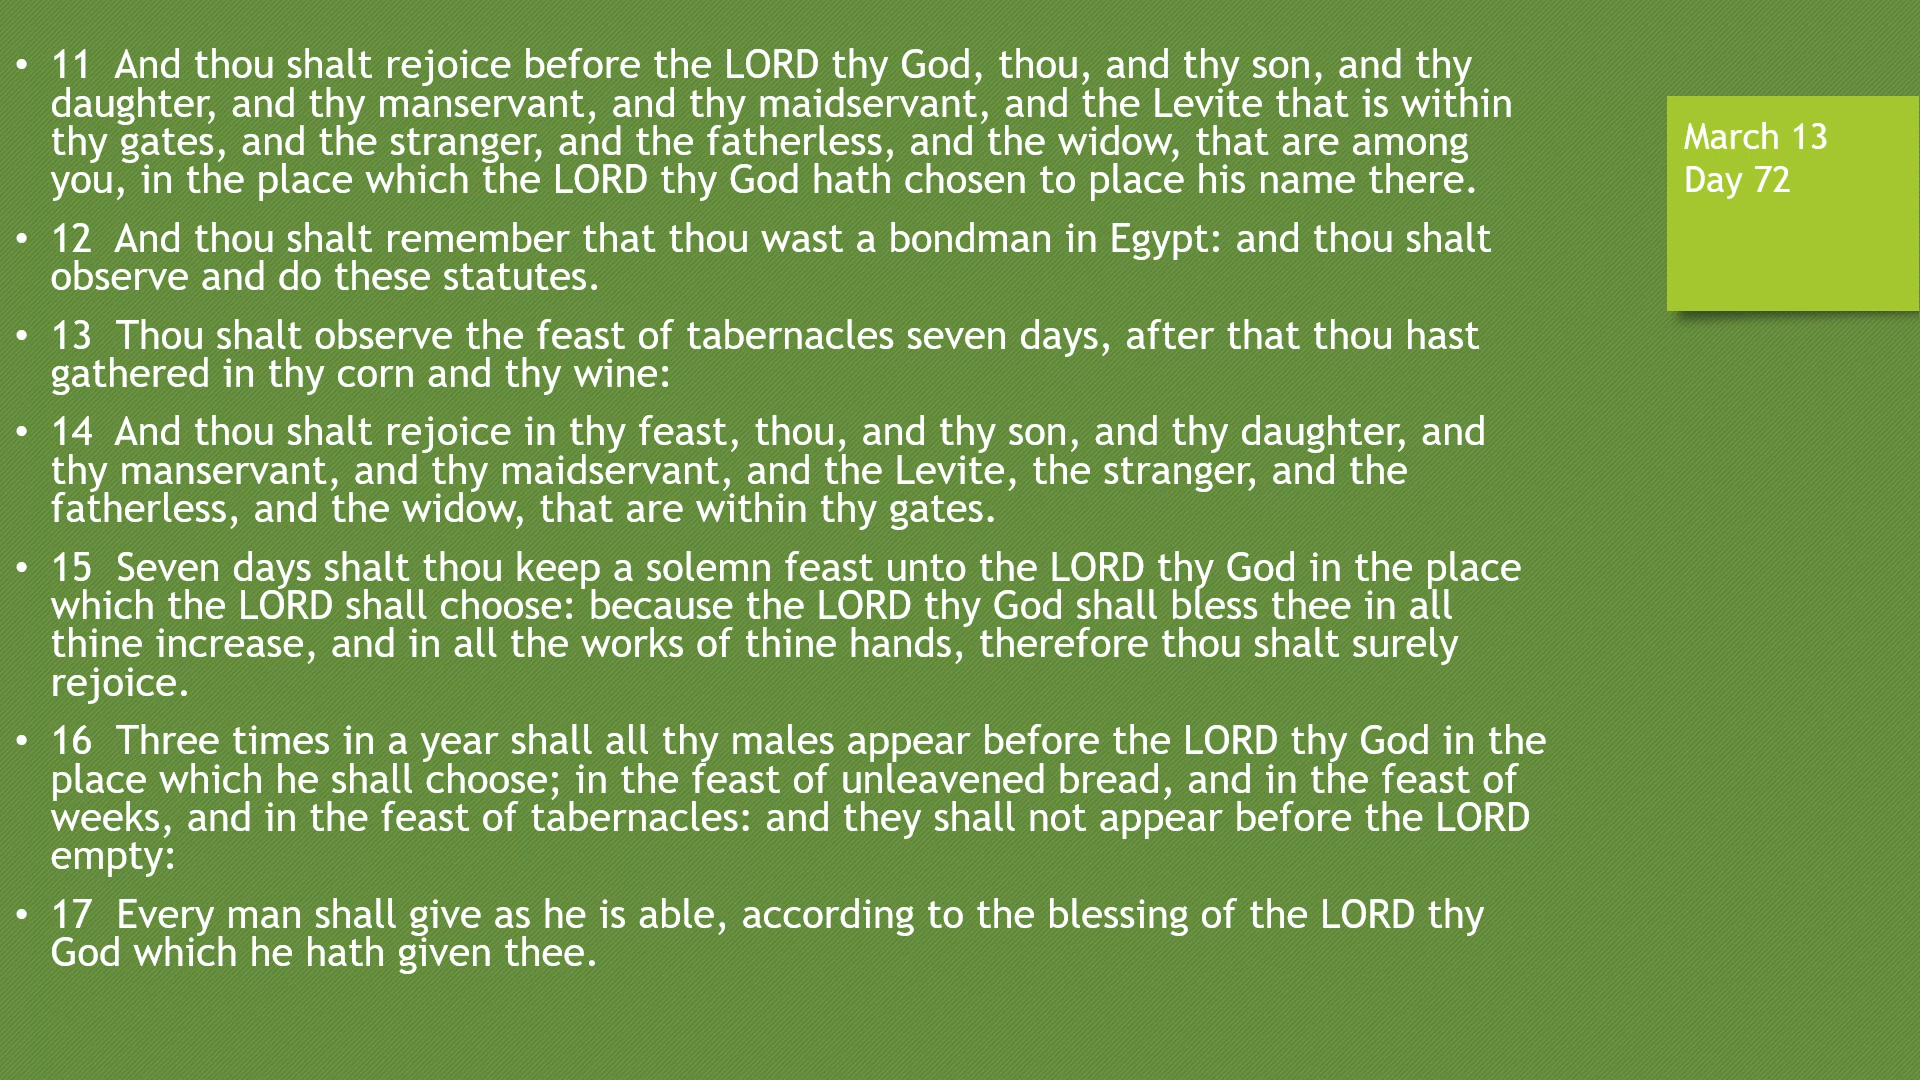 • 11  And thou shalt rejoice before the LORD thy God, thou, and thy son, and thy
daughter, and thy manservant, and thy maidservant, and the Levite that is within
thy gates, and the stranger, and the fatherless, and the widow, that are among
you, in the place which the LORD thy God hath chosen to place his name there.
• 12  And thou shalt remember that thou wast a bondman in Egypt: and thou shalt
observe and do these statutes.
• 13  Thou shalt observe the feast of tabernacles seven days, after that thou hast
gathered in thy corn and thy wine:
• 14  And thou shalt rejoice in thy feast, thou, and thy son, and thy daughter, and
thy manservant, and thy maidservant, and the Levite, the stranger, and the
fatherless, and the widow, that are within thy gates.
• 15  Seven days shalt thou keep a solemn feast unto the LORD thy God in the place
which the LORD shall choose: because the LORD thy God shall bless thee in all
thine increase, and in all the works of thine hands, therefore thou shalt surely
rejoice.
• 16  Three times in a year shall all thy males appear before the LORD thy God in the
place which he shall choose; in the feast of unleavened bread, and in the feast of
weeks, and in the feast of tabernacles: and they shall not appear before the LORD
empty:
• 17  Every man shall give as he is able, according to the blessing of the LORD thy
God which he hath given thee.
March 13
Day 72